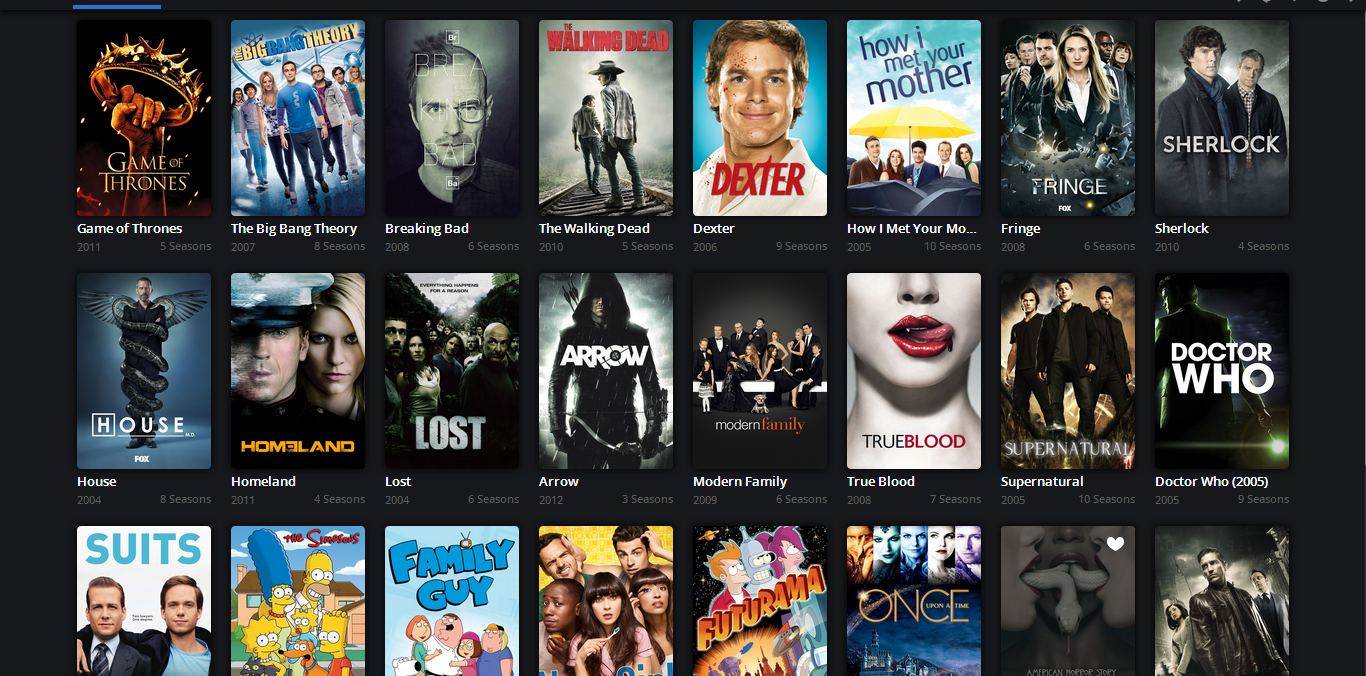 GAME OF
THRONES
THE BIG BANG THEORY
Br
BREA
KING
BAD
Ba
THE
WALKING DEAD
DEXTER
how i
met your
mother
FRINGE
FOX
SHERLOCK
Game of Thrones
2011 5 Seasons
The Big Bang Theory
2007 8 Seasons
Breaking Bad
2008 6 Seasons
The Walking Dead
2010 5 Seasons
Dexter
2006 9 Seasons
How I Met Your Mo...
2005 10 Seasons
Fringe
2008 6 Seasons
Sherlock
2010 4 Seasons
HOUSE M.D.
FOX
HOMELAND
EVERYTHING HAPPENS
FOR A REASON
LOST
ARROW
modern family
TRUEBLOOD
SUPERNATURAL
DOCTOR
WHO
House
2004 8 Seasons
Homeland
2011 4 Seasons
Lost
2004 6 Seasons
Arrow
2012 3 Seasons
Modern Family
2009 6 Seasons
True Blood
2008 7 Seasons
Supernatural
2005 10 Seasons
Doctor Who (2005)
2005 9 Seasons
SUITS
Two lawyers.
One degree.
THE SIMPSONS
FAMILY
GUY
FUTURAMA
ONCE
UPON A TIME
AMERICAN HORROR STORY